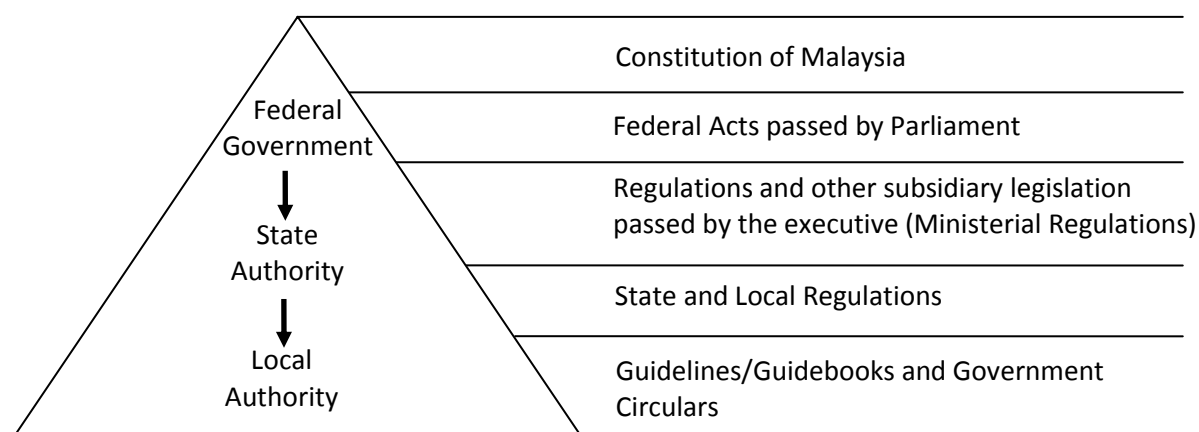 Federal
Government
State
Authority
Local
Authority
Constitution of Malaysia
Federal Acts passed by Parliament
Regulations and other subsidiary legislation
passed by the executive (Ministerial Regulations)
State and Local Regulations
Guidelines/Guidebooks and Government
Circulars